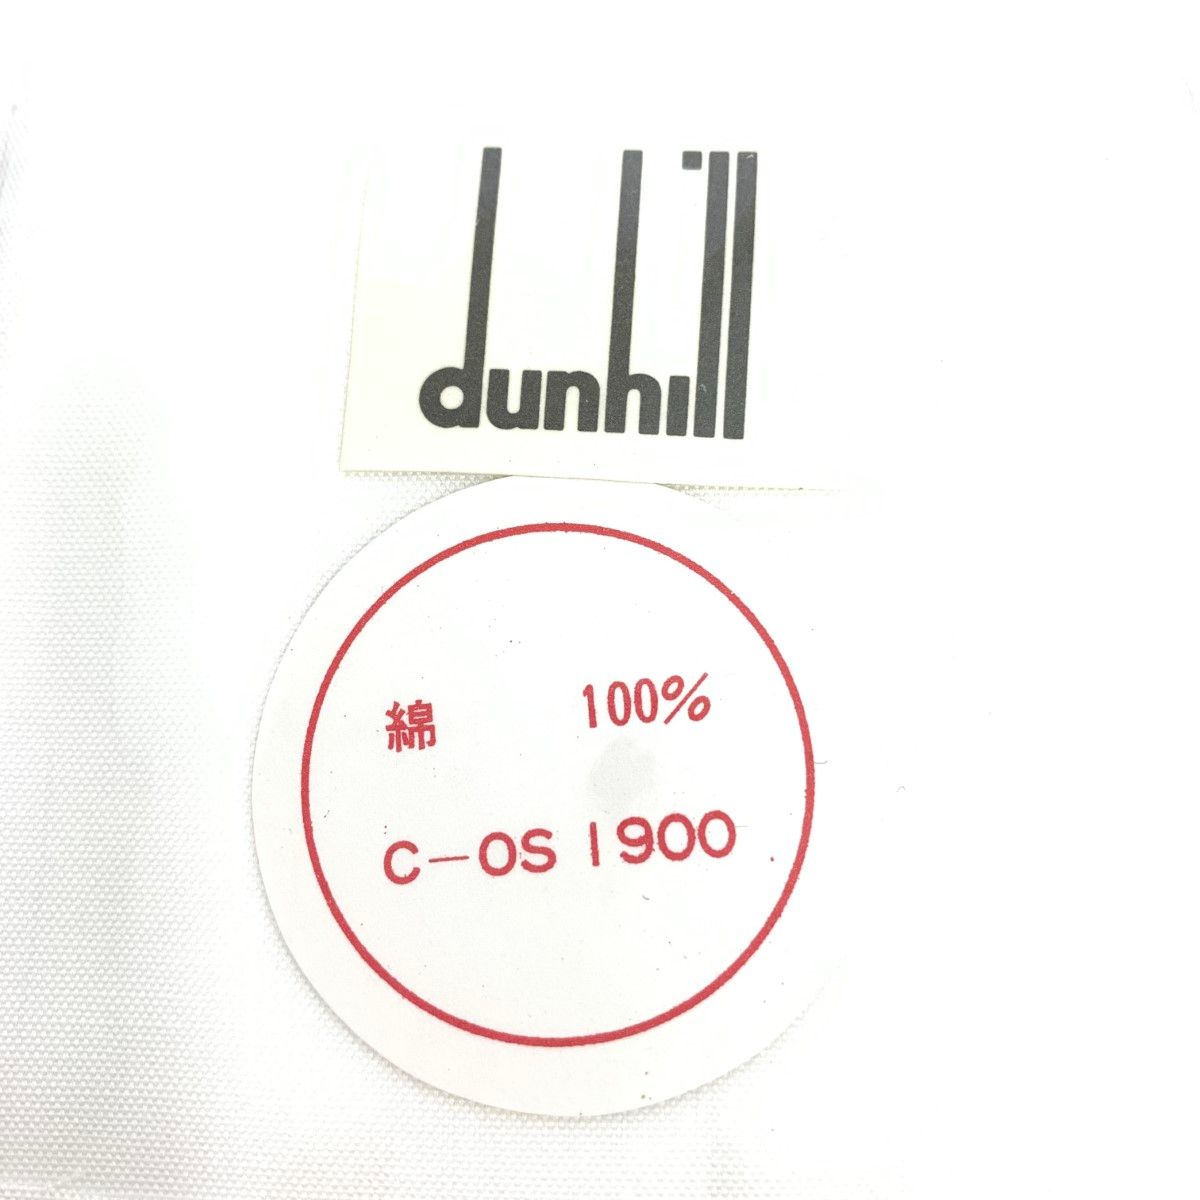 dunhill
綿 100%
C-OS 1900